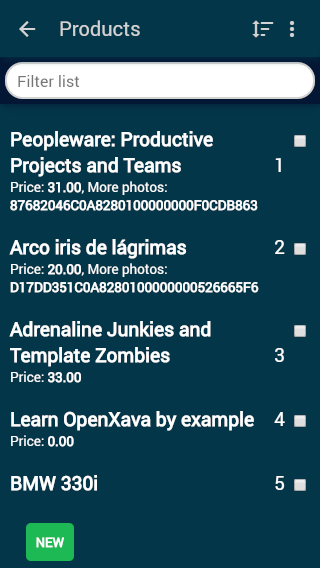 Products
Filter list
Peopleware: Productive
Projects and Teams 1
Price: 31.00, More photos:
87682046C0A8280100000000F0CDB863
Arco iris de lágrimas 2
Price: 20.00, More photos:
D17DD351C0A8280100000000526665F6
Adrenaline Junkies and
Template Zombies 3
Price: 33.00
Learn OpenXava by example 4
Price: 0.00
BMW 330i 5
NEW